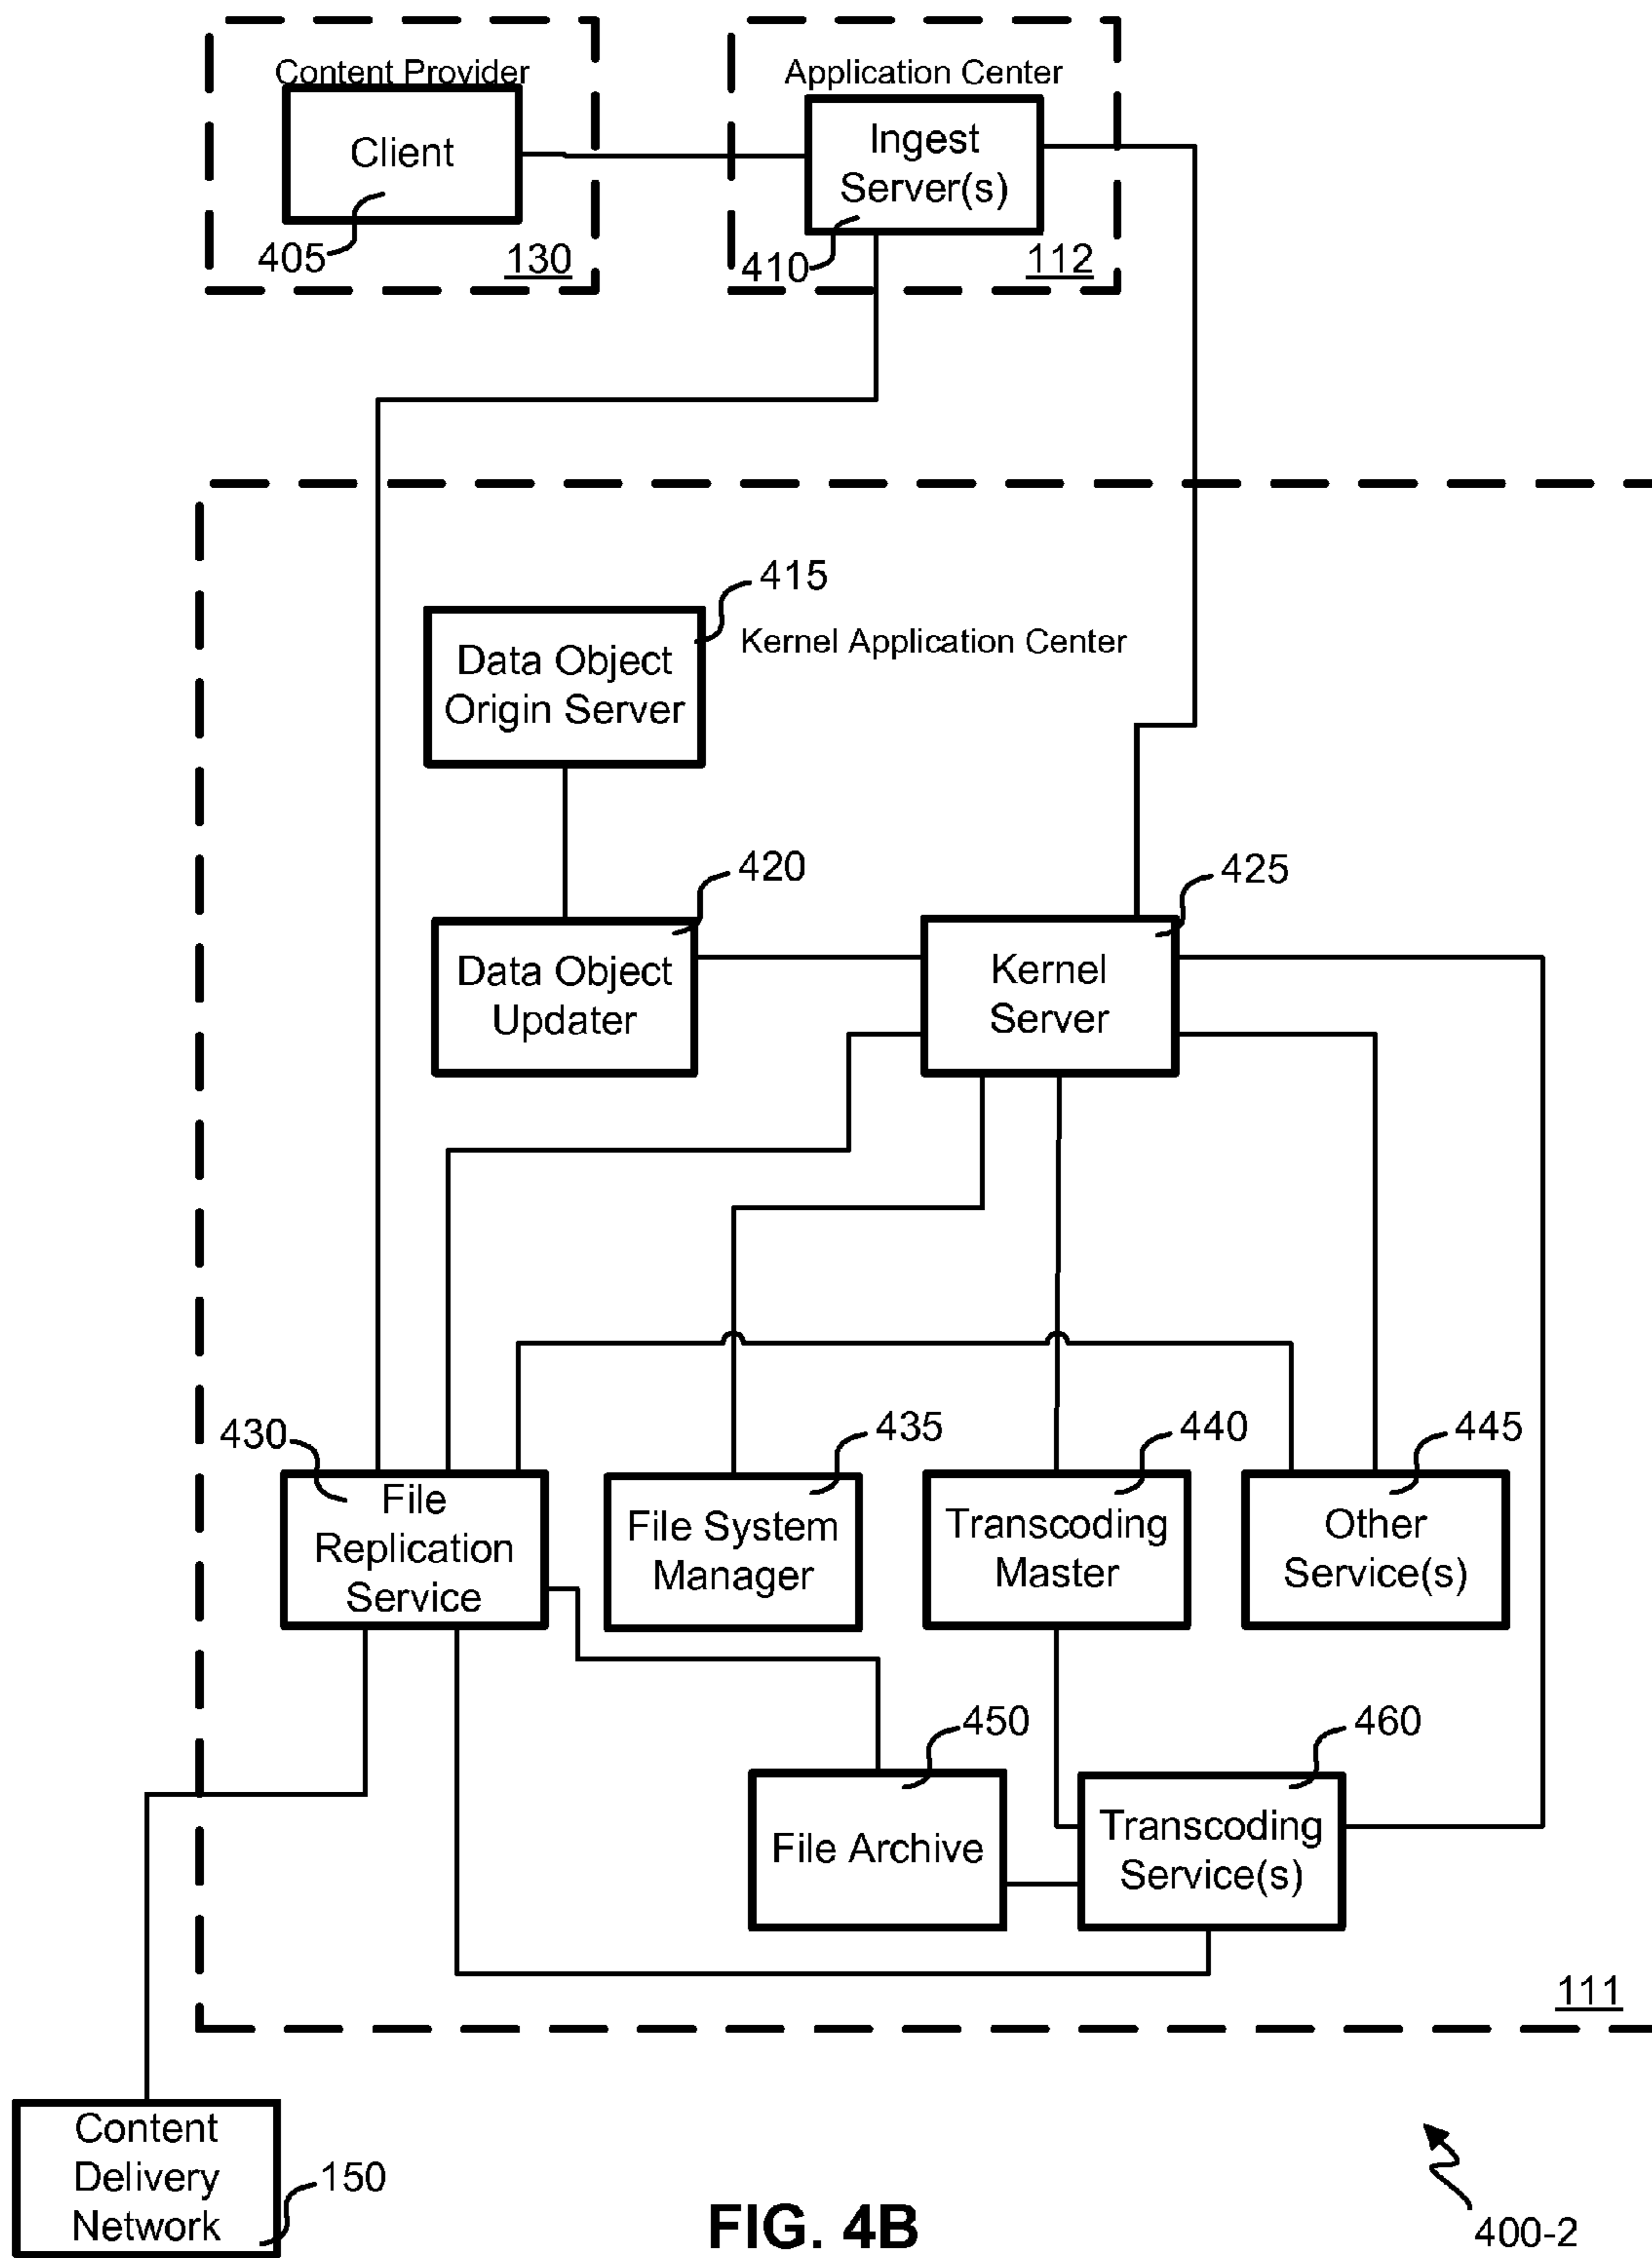 Content Provider
Application Center
Client
Ingest
Server(s)
405
130
410
112
415
Data Object
Origin Server
Kernel Application Center
420
425
Data Object
Updater
Kernel
Server
430
435
440
445
File
Replication
Service
File System
Manager
Transcoding
Master
Other
Service(s)
450
460
File Archive
Transcoding
Service(s)
111
Content
Delivery
Network
150
FIG. 4B
400-2